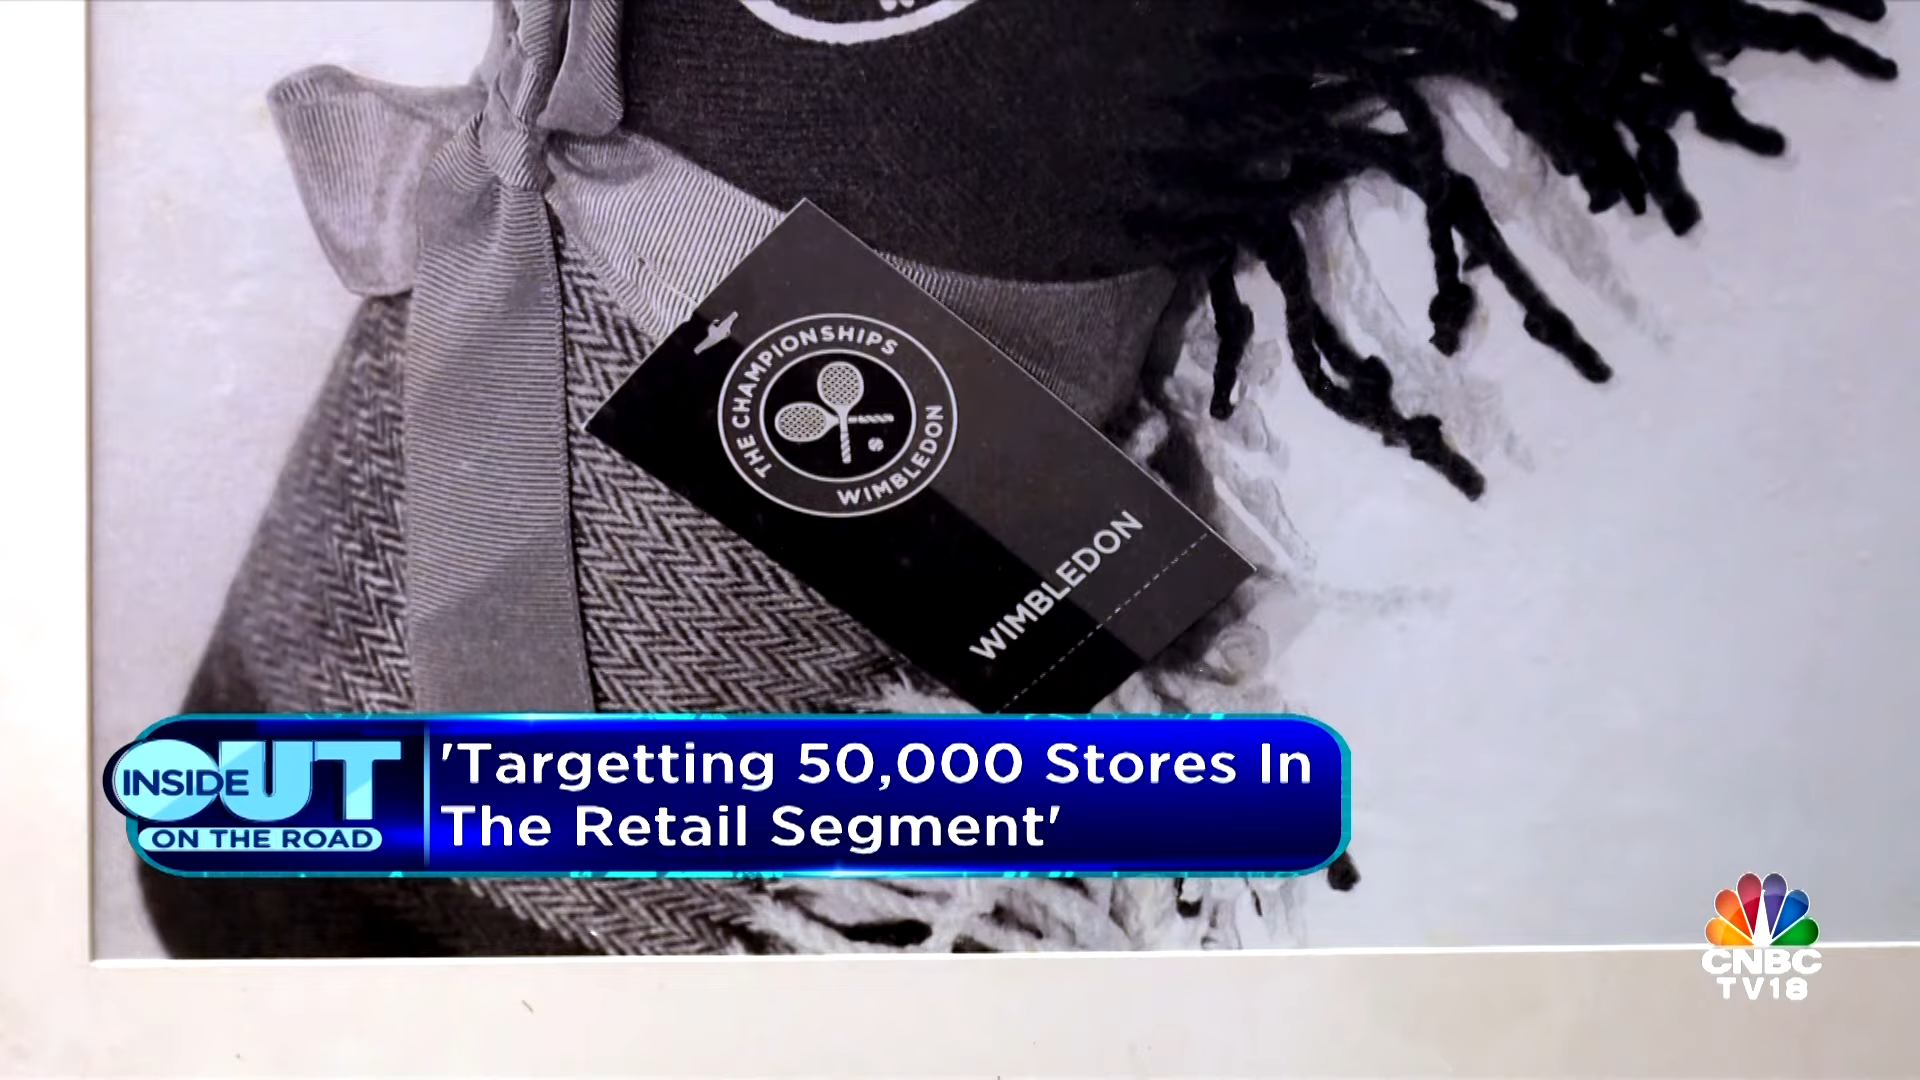 THE CHAMPIONSHIPS
WIMBLEDON
WIMBLEDON
INSIDE OUT
ON THE ROAD
'Targetting 50,000 Stores In
The Retail Segment'
CNBC
TV18